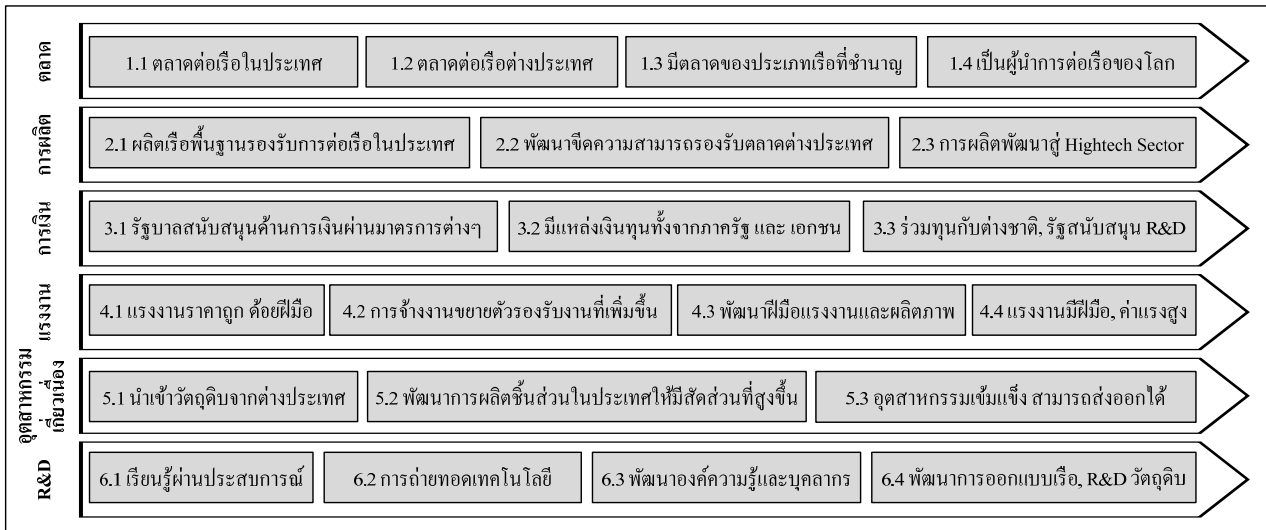 ตลาด
1.1 ตลาดต่อเรือในประเทศ
1.2 ตลาดต่อเรือต่างประเทศ
1.3 มีตลาดของประเภทเรือที่ชำนาญ
1.4 เป็นผู้นำการต่อเรือของโลก
การผลิต
2.1 ผลิตเรือพื้นฐานรองรับการต่อเรือในประเทศ
2.2 พัฒนาขีดความสามารถรองรับตลาดต่างประเทศ
2.3 การผลิตพัฒนาสู่ Hightech Sector
การเงิน
3.1 รัฐบาลสนับสนุนด้านการเงินผ่านมาตรการต่างๆ
3.2 มีแหล่งเงินทุนทั้งจากภาครัฐ และ เอกชน
3.3 ร่วมทุนกับต่างชาติ, รัฐสนับสนุน R&D
แรงงาน
4.1 แรงงานราคาถูก ด้อยฝีมือ
4.2 การจ้างงานขยายตัวรองรับงานที่เพิ่มขึ้น
4.3 พัฒนาฝีมือแรงงานและผลิตภาพ
4.4 แรงงานมีฝีมือ, ค่าแรงสูง
อุตสาหกรรม
เกี่ยวเนื่อง
5.1 นำเข้าวัตถุดิบจากต่างประเทศ
5.2 พัฒนาการผลิตชิ้นส่วนในประเทศให้มีสัดส่วนที่สูงขึ้น
5.3 อุตสาหกรรมเข้มแข็ง สามารถส่งออกได้
R&D
6.1 เรียนรู้ผ่านประสบการณ์
6.2 การถ่ายทอดเทคโนโลยี
6.3 พัฒนาองค์ความรู้และบุคลากร
6.4 พัฒนาการออกแบบเรือ, R&D วัตถุดิบ